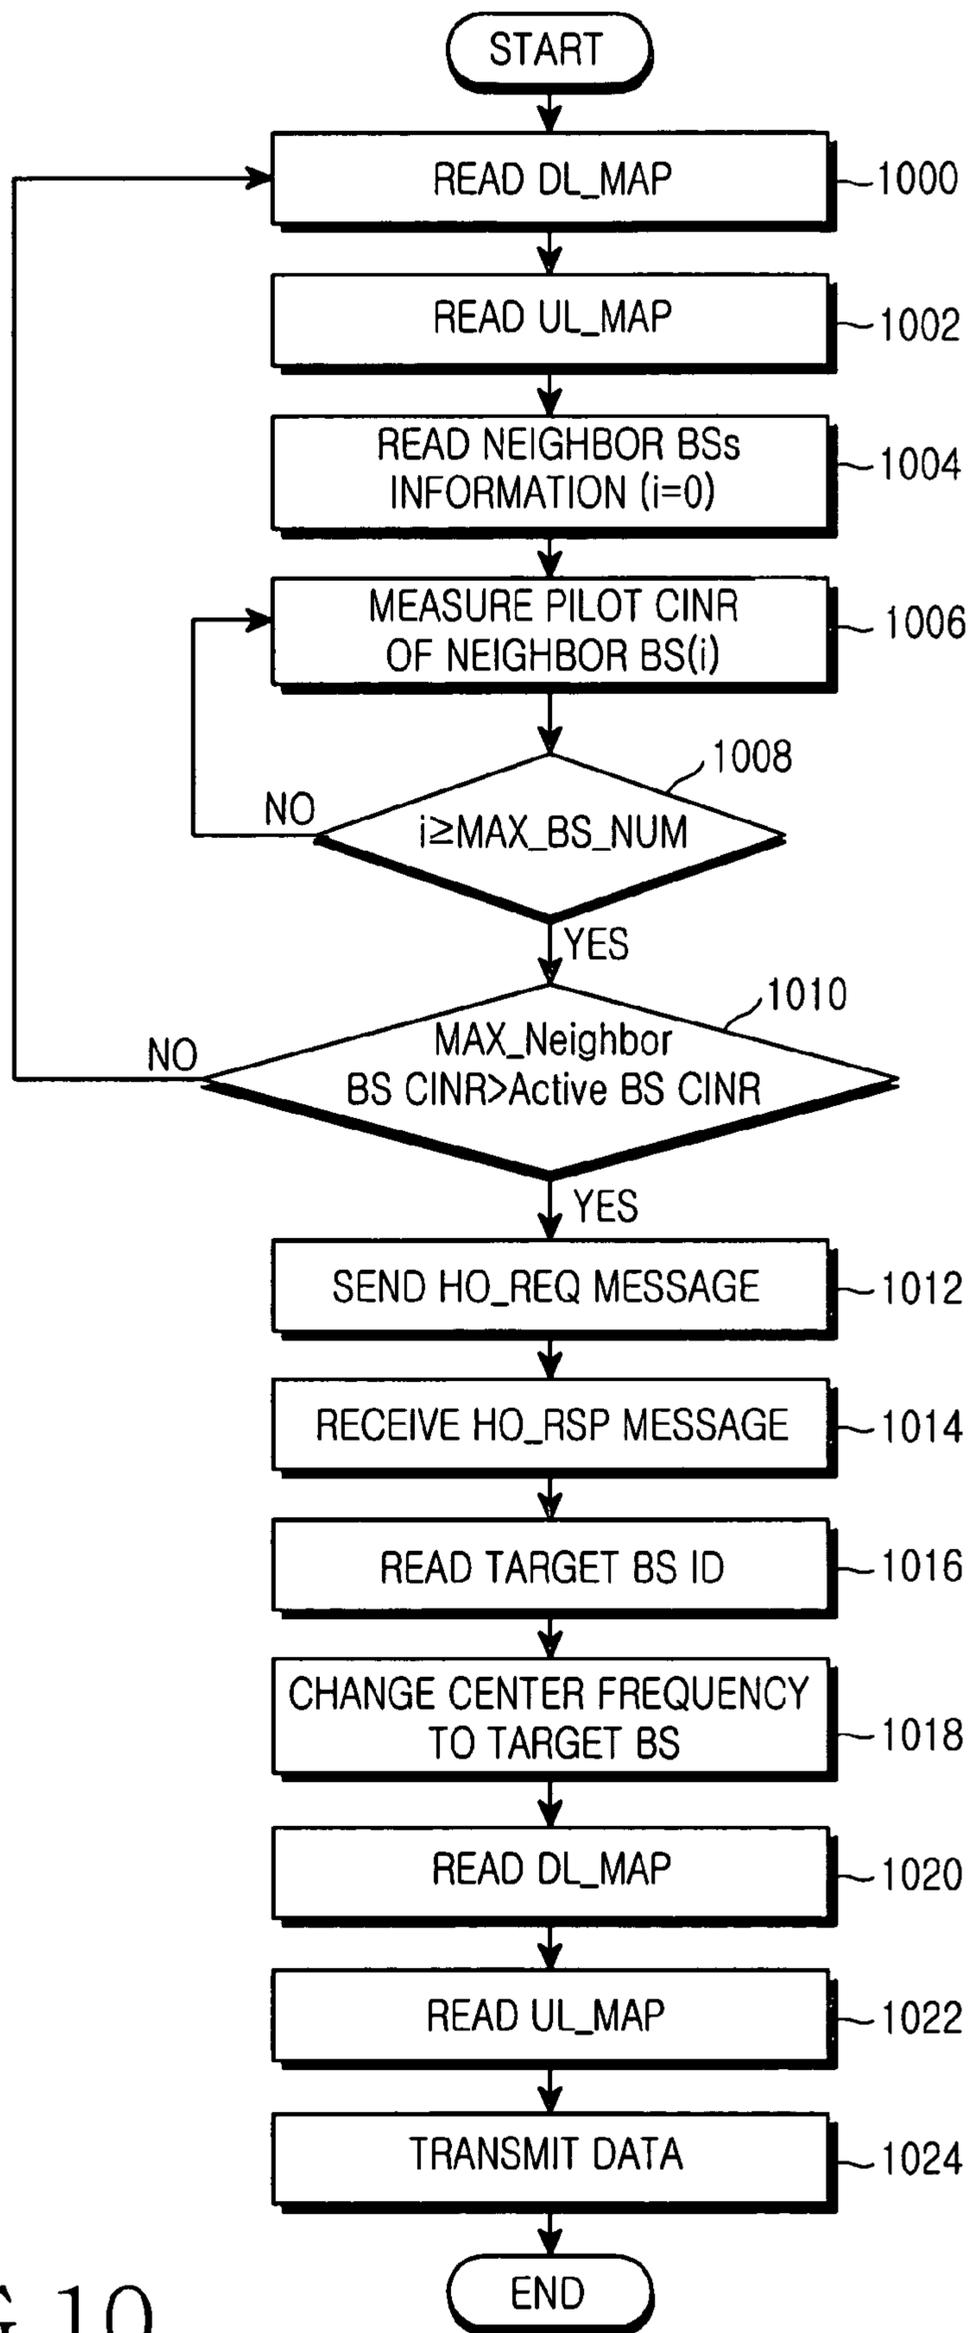 START
READ DL_MAP
1000
READ UL_MAP
1002
READ NEIGHBOR BSs
INFORMATION (i=0)
1004
MEASURE PILOT CINR
OF NEIGHBOR BS(i)
1006
1008
NO
i≥MAX_BS_NUM
YES
1010
NO
MAX_Neighbor
BS CINR>Active BS CINR
YES
SEND HO_REQ MESSAGE
1012
RECEIVE HO_RSP MESSAGE
1014
READ TARGET BS ID
1016
CHANGE CENTER FREQUENCY
TO TARGET BS
1018
READ DL_MAP
1020
READ UL_MAP
1022
TRANSMIT DATA
1024
END
G.10